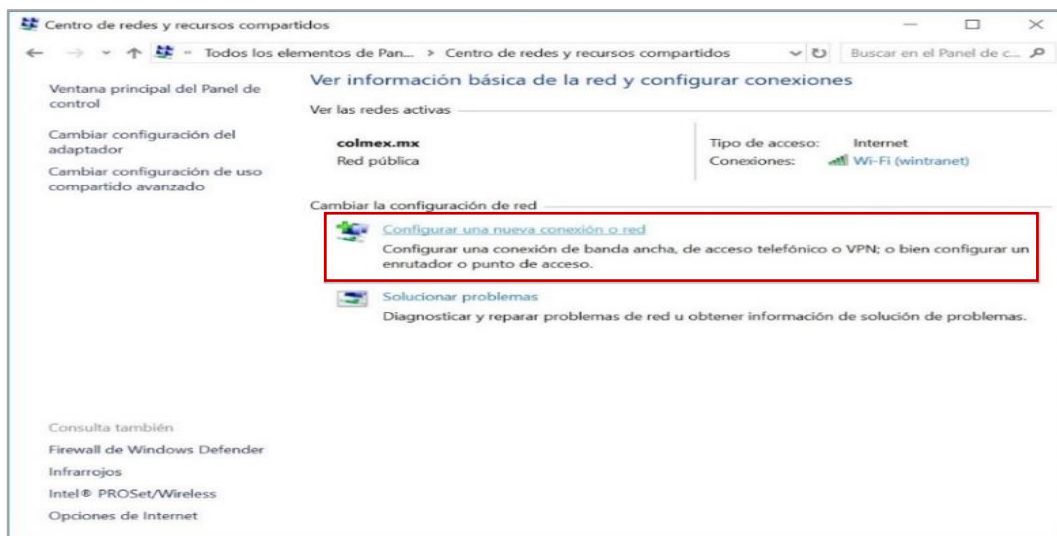 Centro de redes y recursos compartidos
Todos los elementos de Pan... > Centro de redes y recursos compartidos
Buscar en el Panel de c...
Ventana principal del Panel de
control
Cambiar configuración del
adaptador
Cambiar configuración de uso
compartido avanzado
Ver información básica de la red y configurar conexiones
Ver las redes activas
colmex.mx
Red pública
Tipo de acceso: Internet
Conexiones: Wi-Fi (wintranet)
Cambiar la configuración de red
Configurar una nueva conexión o red
Configurar una conexión de banda ancha, de acceso telefónico o VPN; o bien configurar un
enrutador o punto de acceso.
Solucionar problemas
Diagnosticar y reparar problemas de red u obtener información de solución de problemas.
Consulta también
Firewall de Windows Defender
Infrarrojos
Intel® PROSet/Wireless
Opciones de Internet